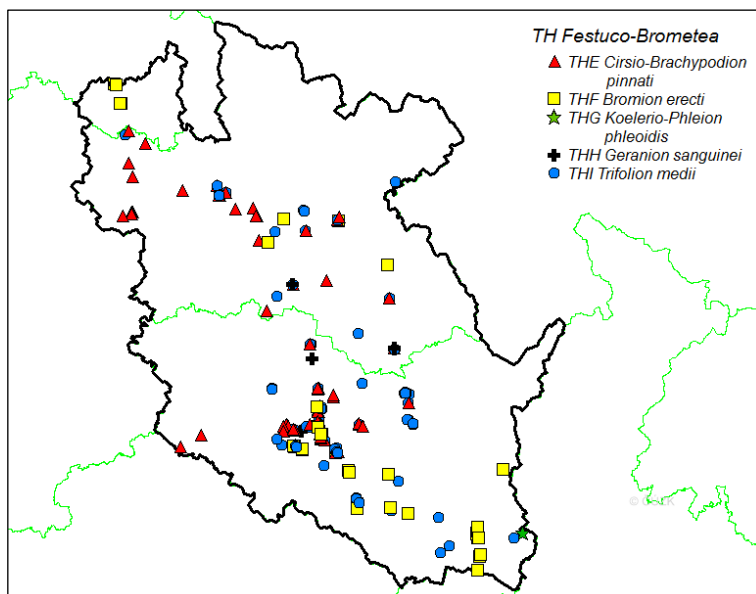 TH Festuco-Brometea
THE Cirsio-Brachypodion
pinnati
THF Bromion erecti
THG Koelerio-Phleion
phleoidis
THH Geranion sanguinei
THI Trifolion medii